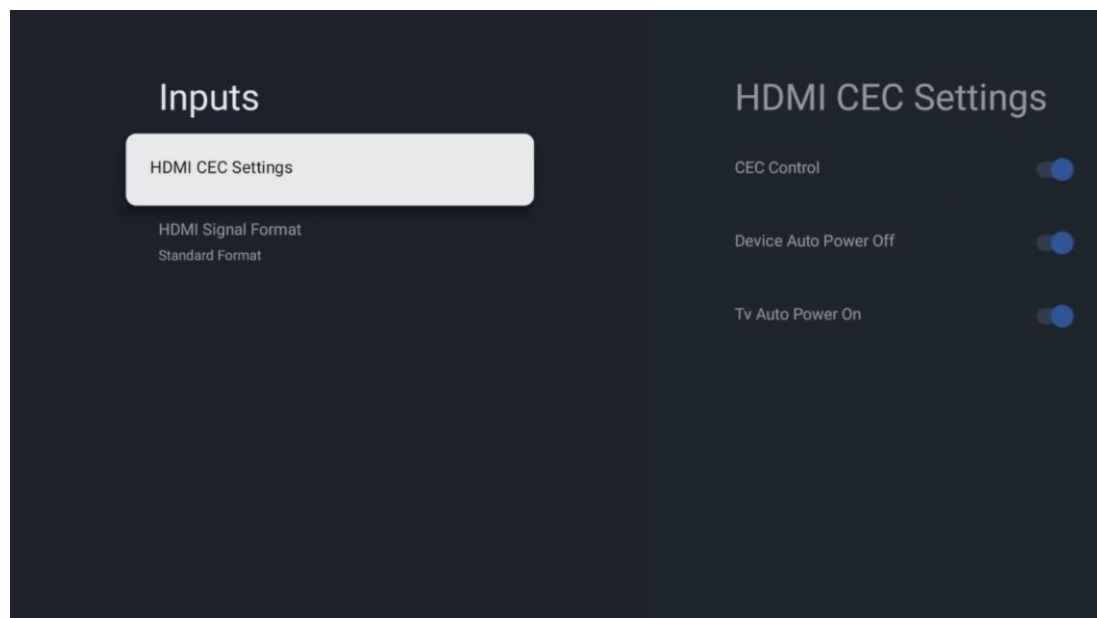 Inputs
HDMI CEC Settings
HDMI Signal Format
Standard Format
HDMI CEC Settings
CEC Control
Device Auto Power Off
Tv Auto Power On